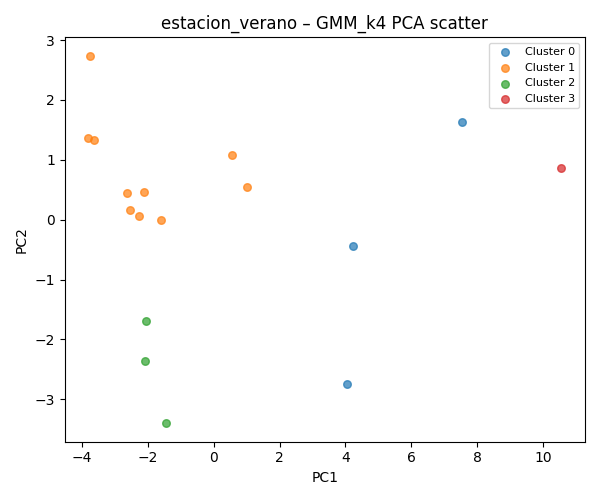 estacion_verano – GMM_k4 PCA scatter
Cluster 0
Cluster 1
Cluster 2
Cluster 3
3
2
1
0
−1
−2
−3
PC2
−4
−2
0
2
4
6
8
10
PC1